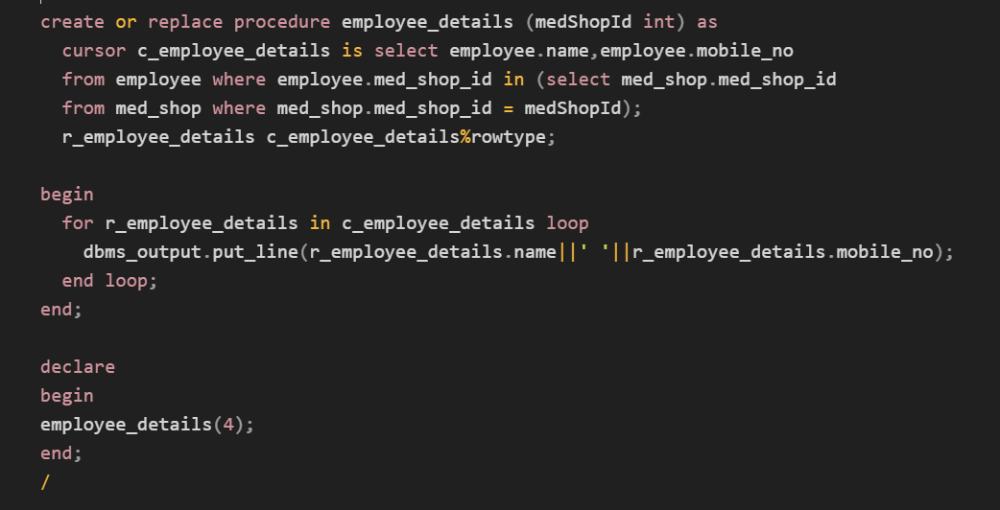 create or replace procedure employee_details (medShopId int) as
  cursor c_employee_details is select employee.name,employee.mobile_no
  from employee where employee.med_shop_id in (select med_shop.med_shop_id
  from med_shop where med_shop.med_shop_id = medShopId);
  r_employee_details c_employee_details%rowtype;

begin
  for r_employee_details in c_employee_details loop
    dbms_output.put_line(r_employee_details.name||' '||r_employee_details.mobile_no);
  end loop;
end;

declare
begin
employee_details(4);
end;
/